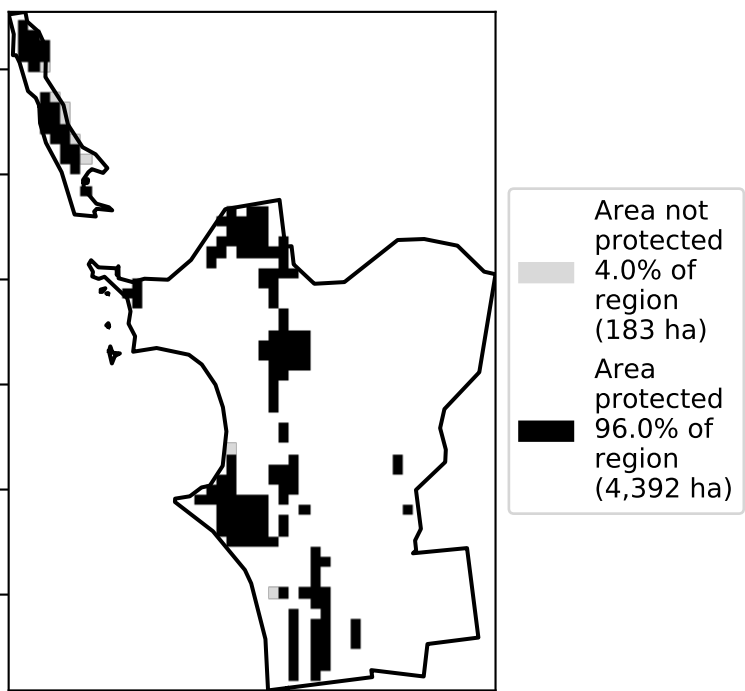 Area not
protected
4.0% of
region
(183 ha)
Area
protected
96.0% of
region
(4,392 ha)